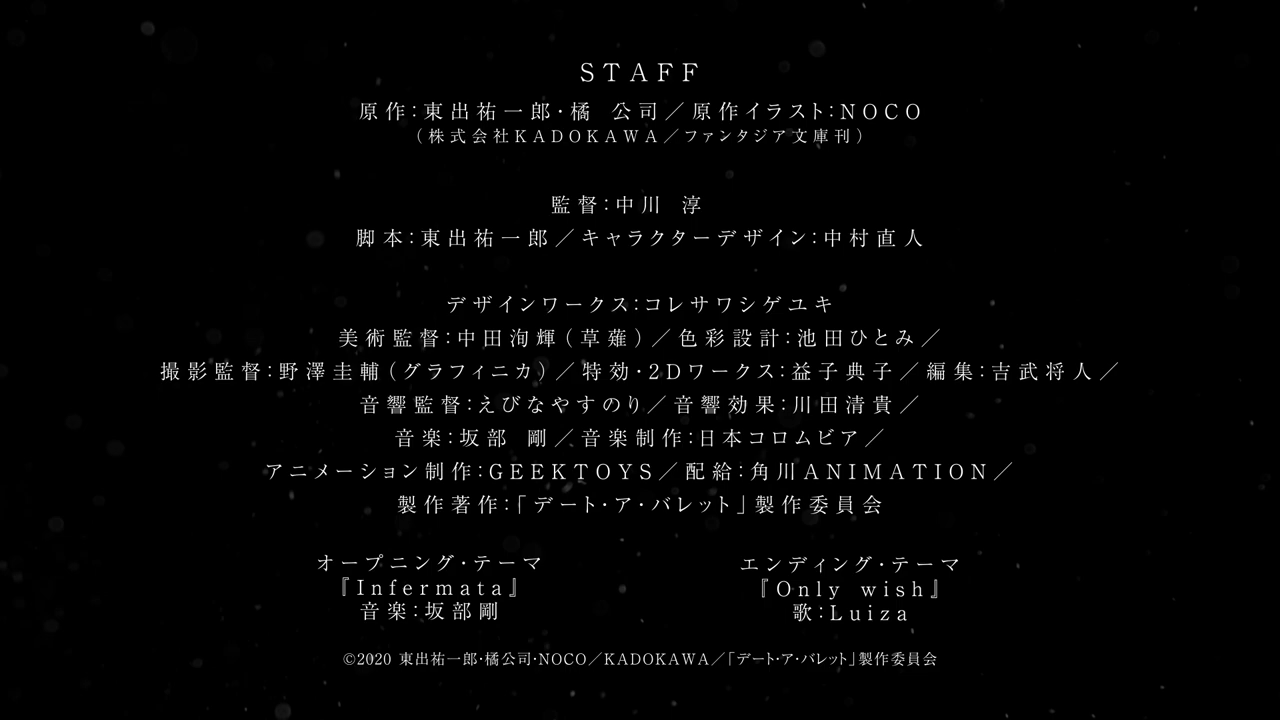 STAFF
原作:東出祐一郎・橘 公司／原作イラスト:NOCO
(株式会社KADOKAWA／ファンタジア文庫刊)
監督:中川 淳
脚本:東出祐一郎／キャラクターデザイン:中村直人
デザインワークス:コレサワシゲユキ
美術監督:中田洵輝(草薙)／色彩設計:池田ひとみ／
撮影監督:野澤圭輔(グラフィニカ)／特効・2Dワークス:益子典子／編集:吉武将人／
音響監督:えびなやすのり／音響効果:川田清貴／
音楽:坂部 剛／音楽制作:日本コロムビア／
アニメーション制作:GEEKTOYS／配給:角川ANIMATION／
製作著作:「デート・ア・バレット」製作委員会
オープニング・テーマ
『Infermata』
音楽:坂部剛
エンディング・テーマ
『Only wish』
歌:Luiza
©2020 東出祐一郎・橘公司・NOCO／KADOKAWA／「デート・ア・バレット」製作委員会